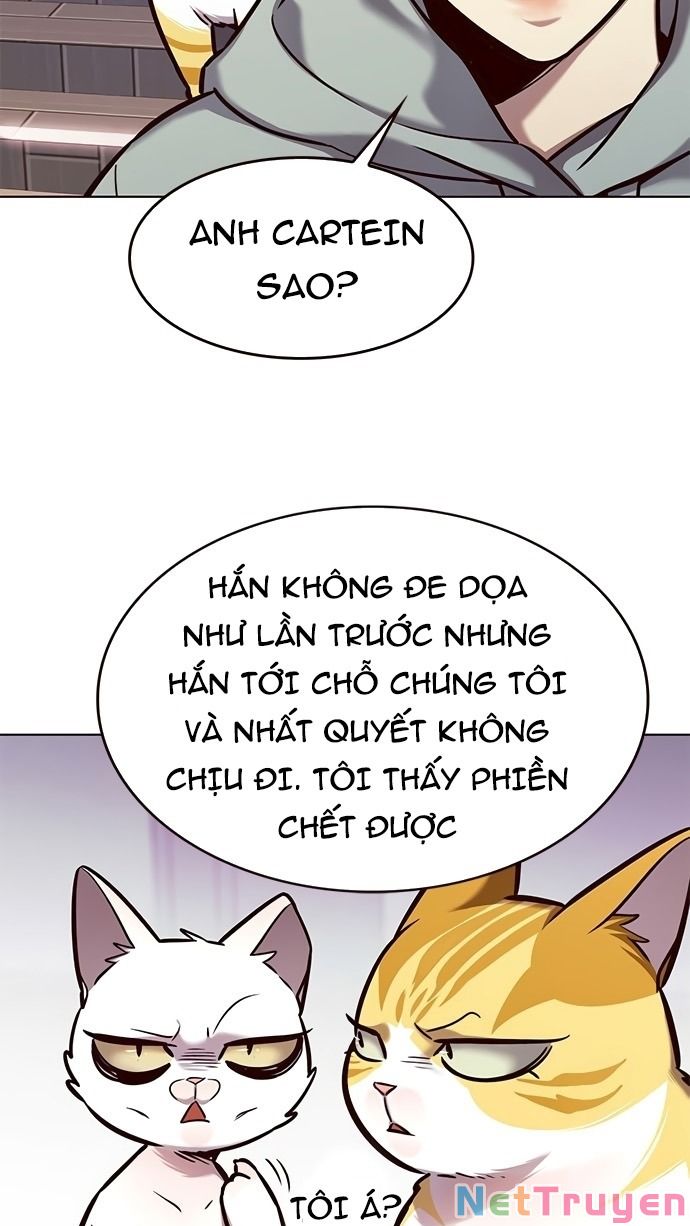 ANH CARTEIN
SAO?
HẮN KHÔNG ĐE DỌA
NHƯ LẦN TRƯỚC NHƯNG
HẮN TỚI CHỖ CHÚNG TÔI
VÀ NHẤT QUYẾT KHÔNG
CHỊU ĐI. TÔI THẤY PHIỀN
CHẾT ĐƯỢC
TÔI Á?
NetTruyen